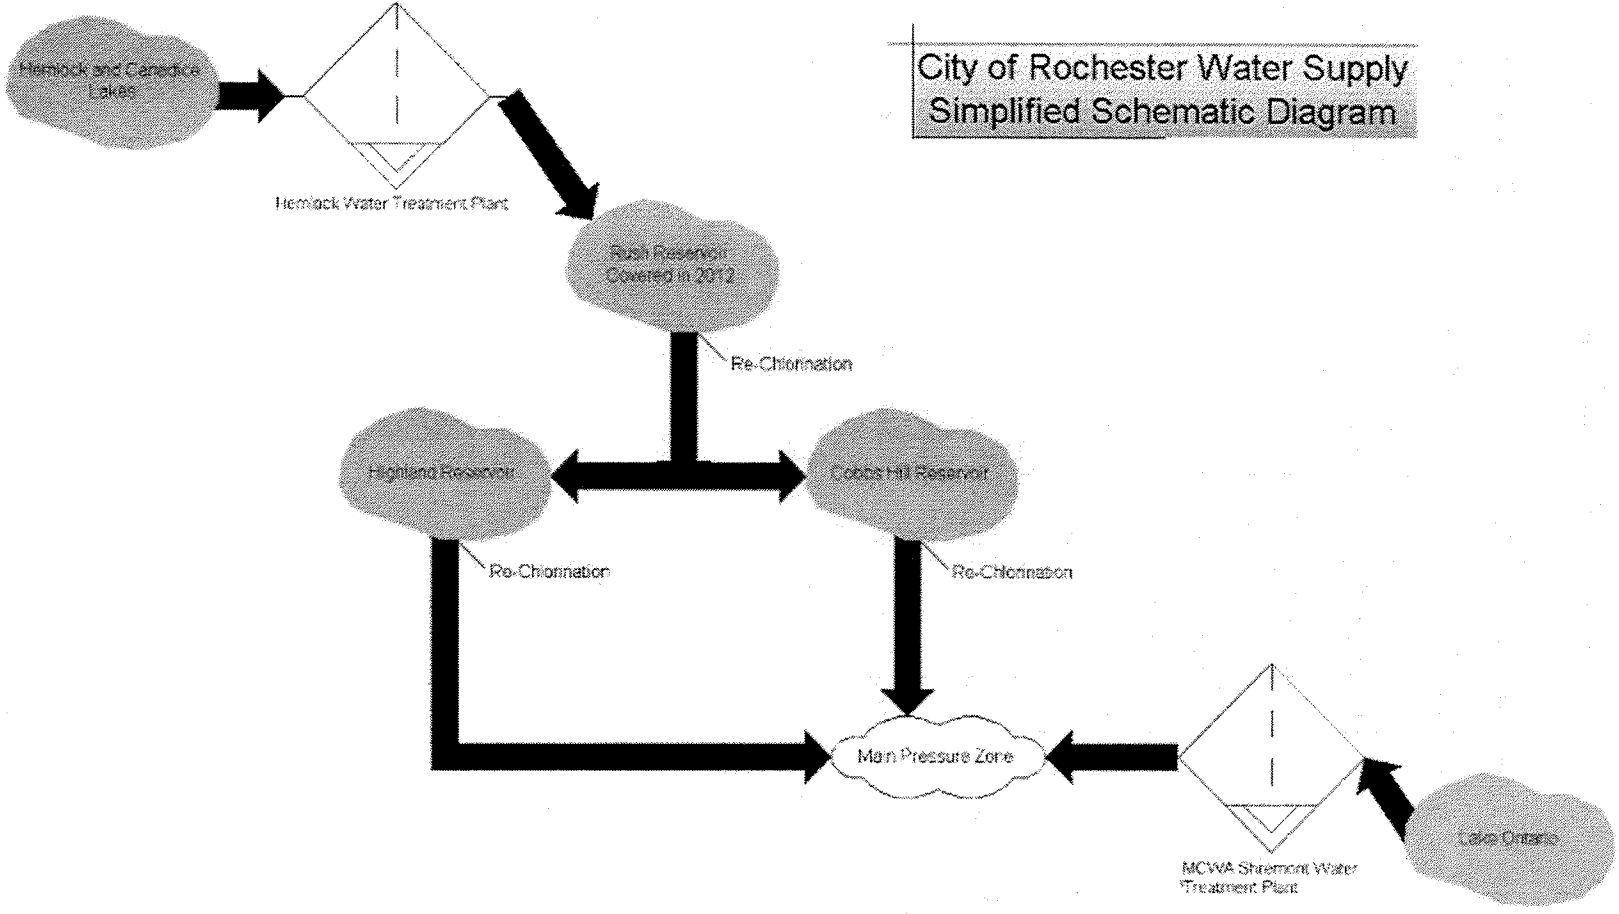 City of Rochester Water Supply
Simplified Schematic Diagram
Hemlock and Canadice
Lakes
Hemlock Water Treatment Plant
Rush Reservoir
Covered in 2012
Re-Chlorination
Highland Reservoir
Cobbs Hill Reservoir
Re-Chlorination
Re-Chlorination
Main Pressure Zone
MCWA Shremont Water
Treatment Plant
Lake Ontario